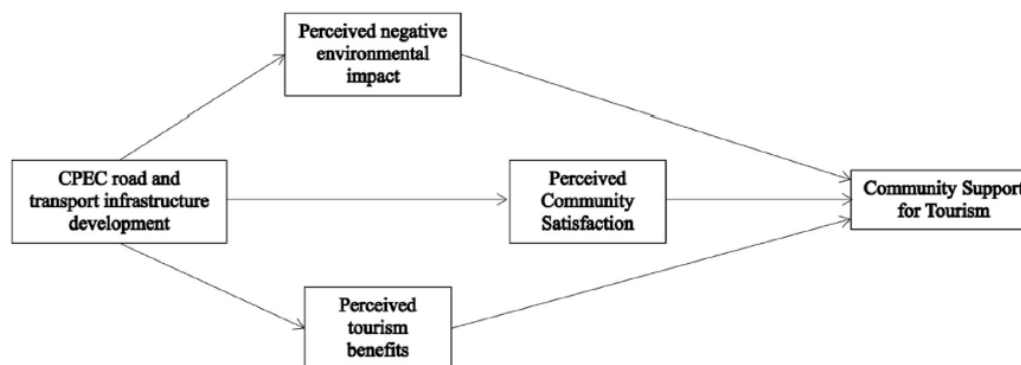 Perceived negative
environmental
impact
CPEC road and
transport infrastructure
development
Perceived
Community
Satisfaction
Community Support
for Tourism
Perceived
tourism
benefits